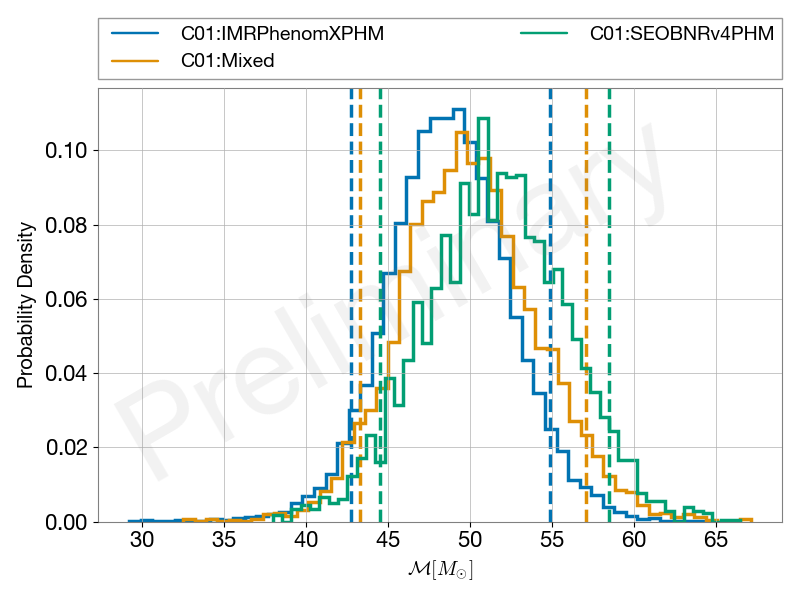 C01:IMRPhenomXPHM
C01:SEOBNRv4PHM
C01:Mixed
Preliminary
Probability Density
0.10
0.08
0.06
0.04
0.02
0.00
30 35 40 45 50 55 60 65
ℳ[M⊙]